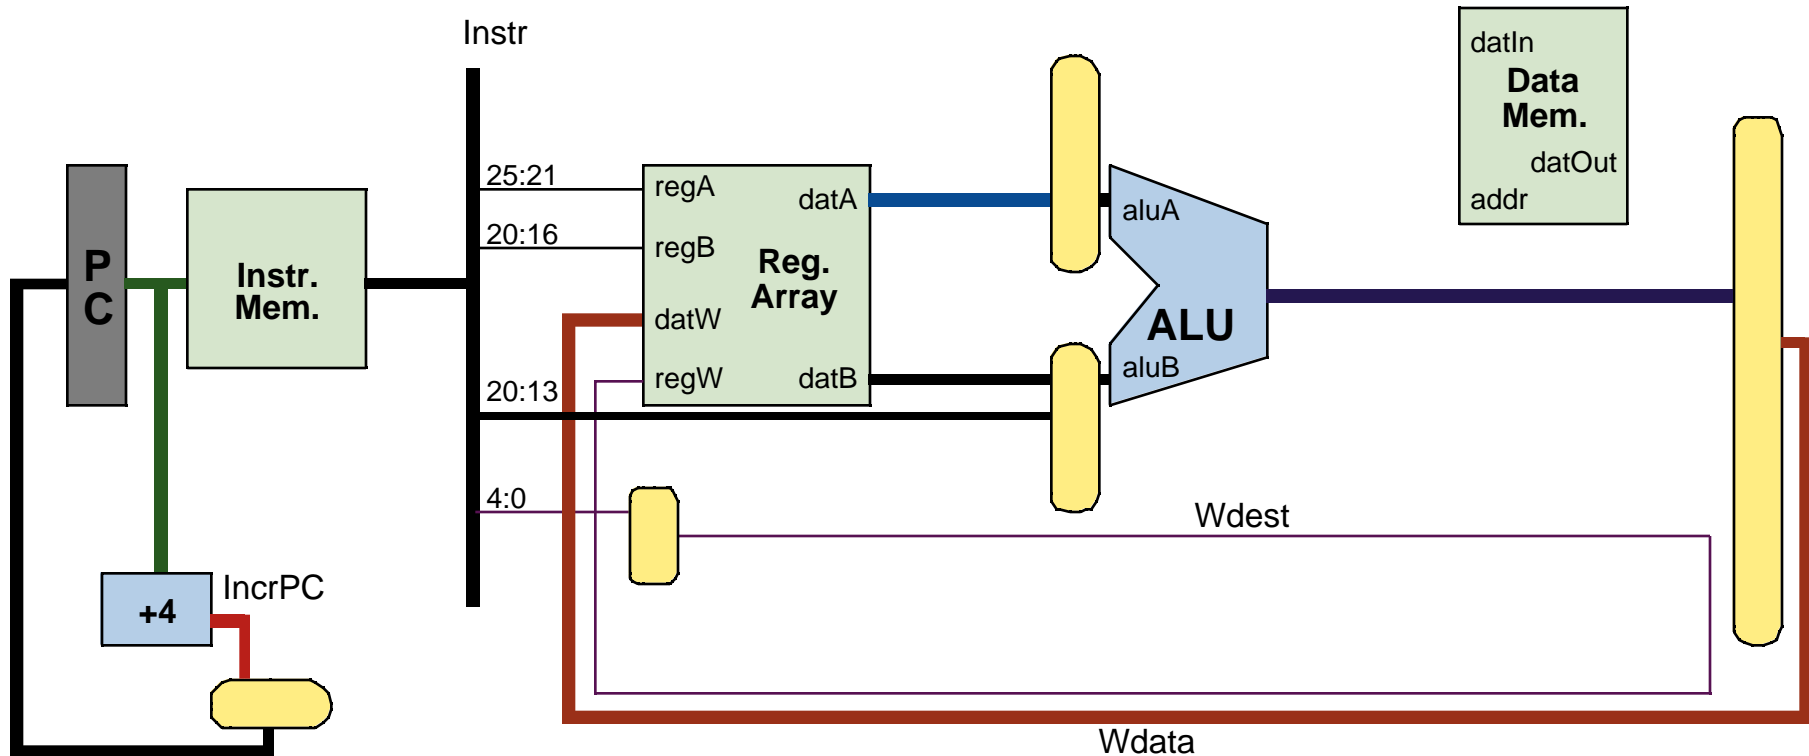 Instr
datIn
Data
Mem.
datOut
addr
25:21
regA
datA
aluA
20:16
regB
P
C
Instr.
Mem.
Reg.
Array
datW
ALU
regW
datB
aluB
20:13
4:0
Wdest
+4
IncrPC
Wdata